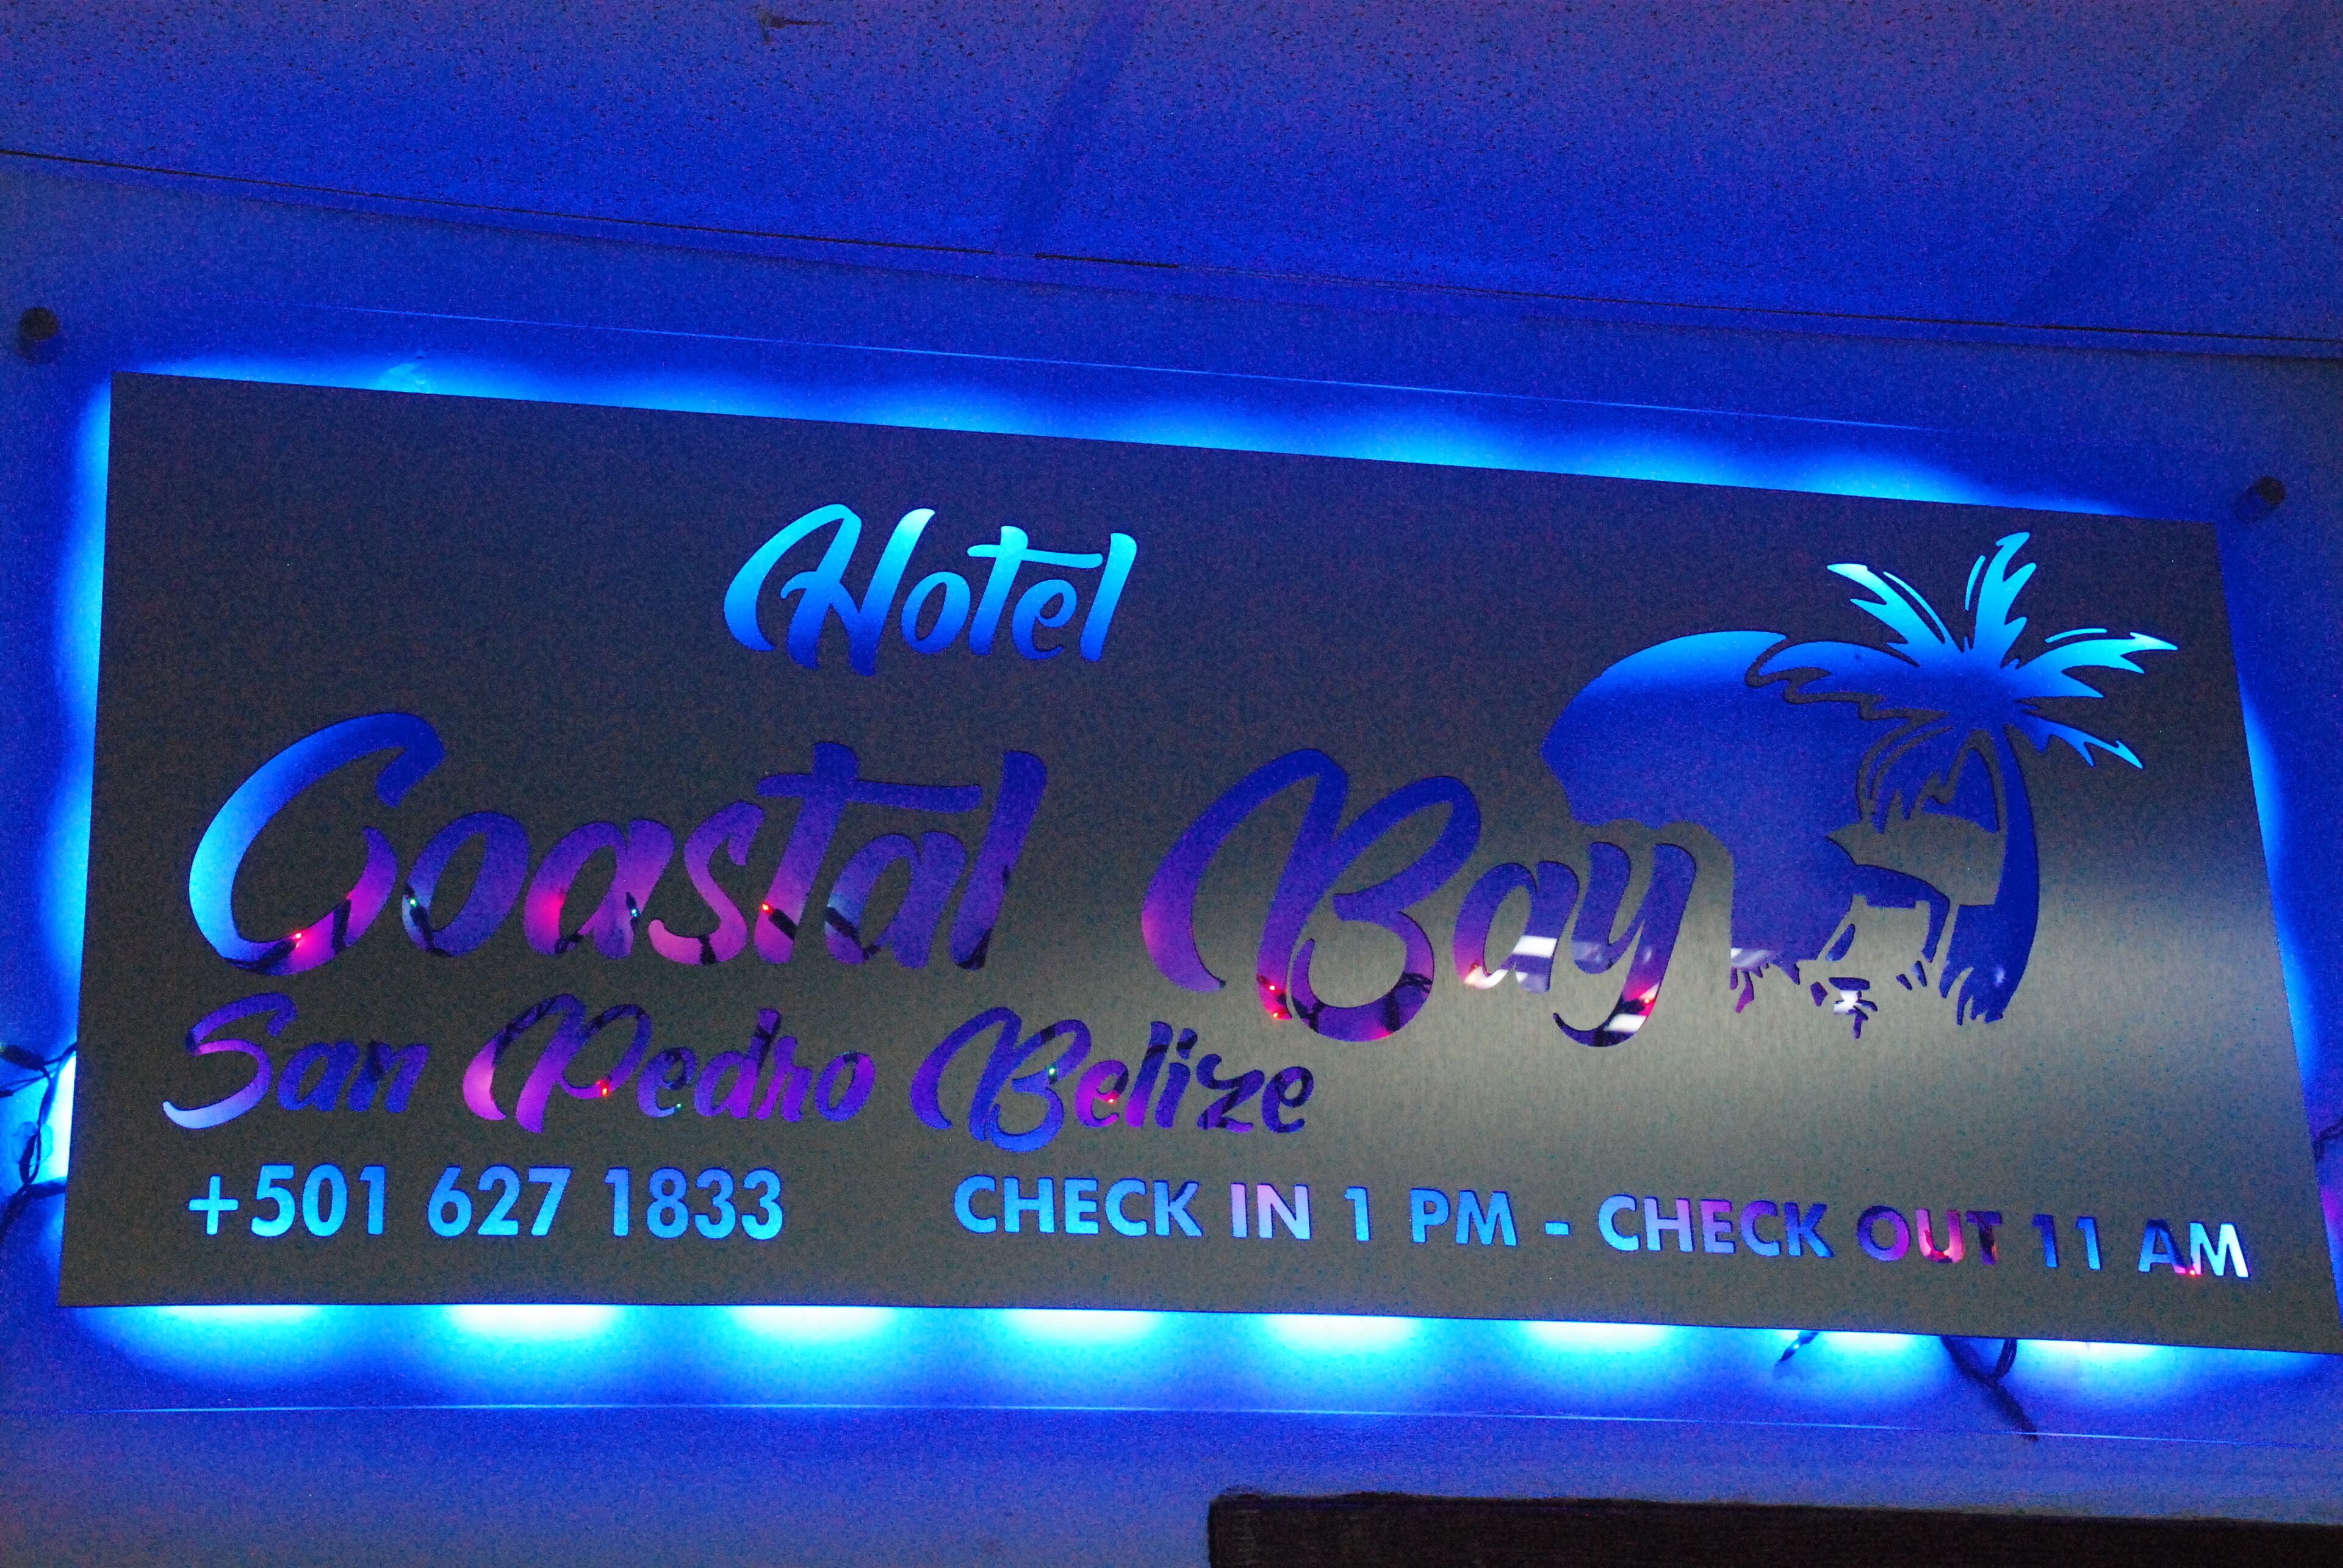 Hotel
Coastal Bay
San Pedro Belize
+501 627 1833 CHECK IN 1 PM - CHECK OUT 11 AM